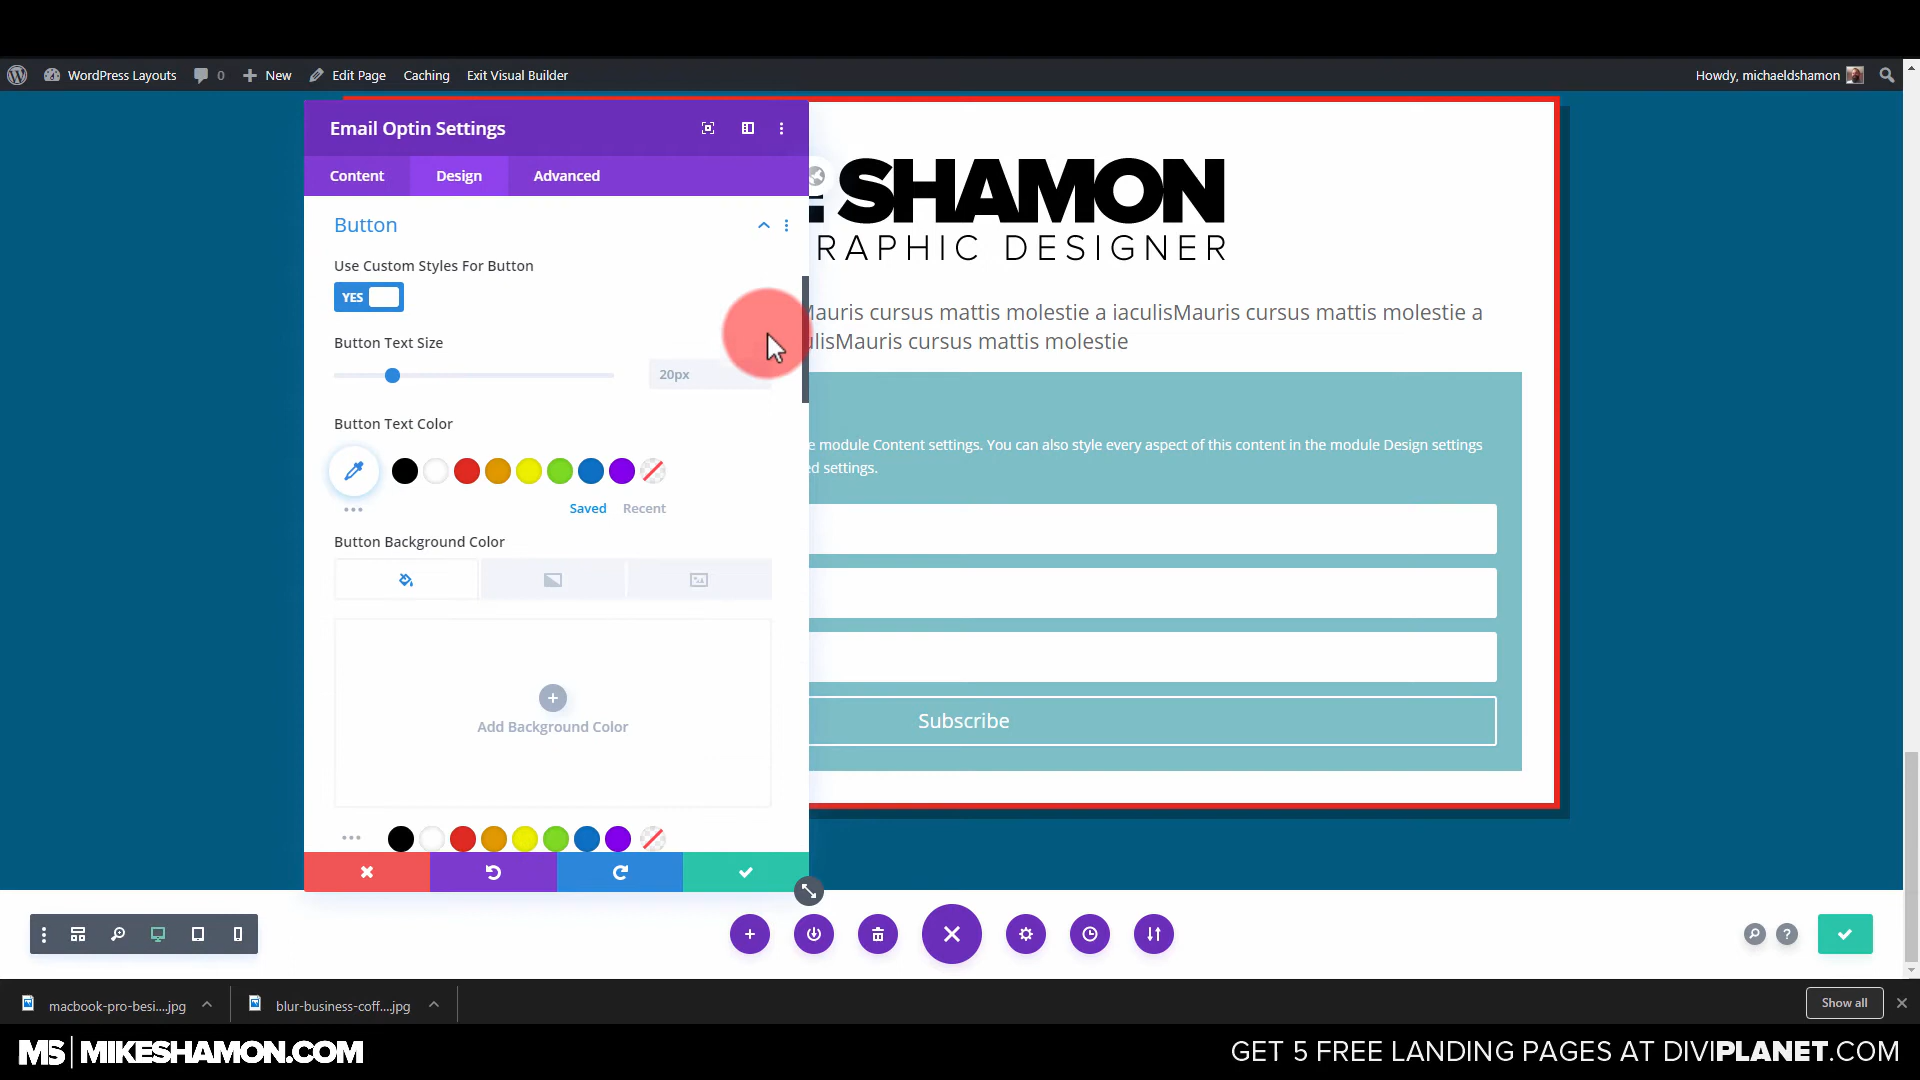 WordPress Layouts 0 New Edit Page Caching Exit Visual Builder Howdy, michaeldshamon
Email Optin Settings
Content Design Advanced
SHAMON
RAPHIC DESIGNER
Mauris cursus mattis molestie a iaculisMauris cursus mattis molestie a
ulisMauris cursus mattis molestie
Button
Use Custom Styles For Button
YES
Button Text Size
20px
Button Text Color
Saved Recent
Button Background Color
Add Background Color
e module Content settings. You can also style every aspect of this content in the module Design settings
ed settings.
Subscribe
macbook-pro-besi....jpg
blur-business-coff....jpg
Show all
MS | MIKESHAMON.COM
GET 5 FREE LANDING PAGES AT DIVIPLANET.COM